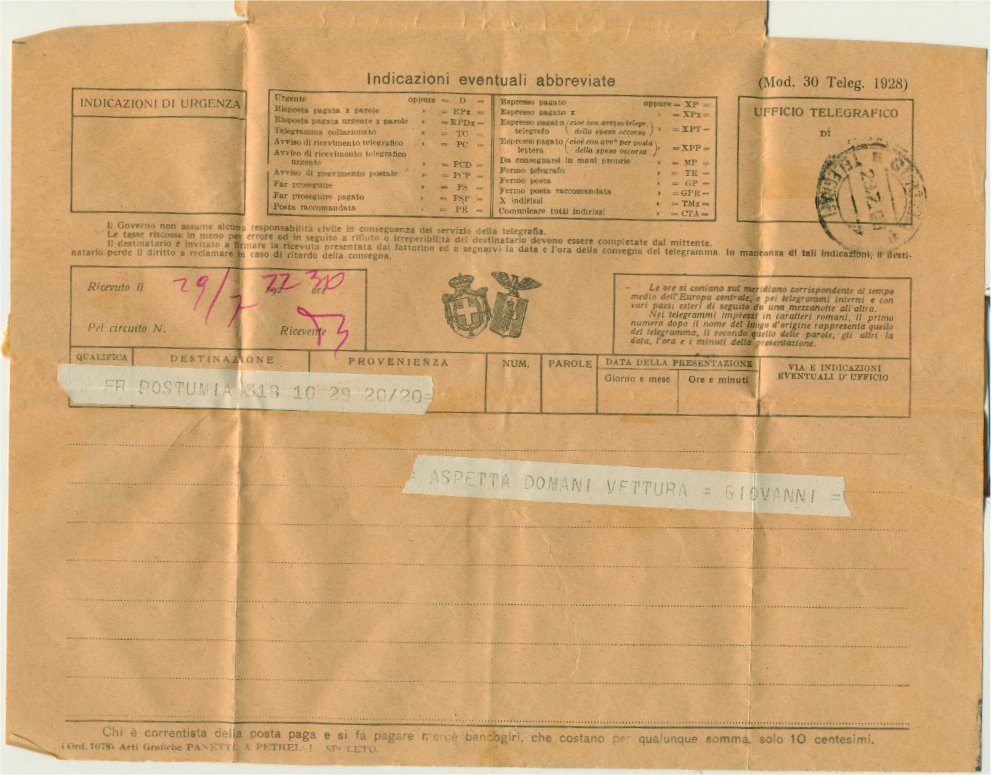 Indicazioni eventuali abbreviate
(Mod. 30 Teleg. 1928)
INDICAZIONI DI URGENZA
Urgente oppure = D =
Risposta pagata x parole » = RPx =
Risposta pagata urgente x parole » = RPDx =
Telegramma collazionato » = TC =
Avviso di ricevimento telegrafico » = PC =
Avviso di ricevimento telegrafico
urgente » = PCD =
Avviso di ricevimento postale » = PCP =
Far proseguire » = FS =
Far proseguire pagato » = FSP =
Posta raccomandata » = PR =
Espresso pagato oppure = XP =
Espresso pagato x » = XPx =
Espresso pagato (cioè con avviso telegr.
telegrafo della spesa occorsa) » = XPT =
Espresso pagato (cioè con avvº per posta
lettera della spesa occorsa) » = XPP =
Da consegnarsi in mani proprie » = MP =
Fermo telegrafo » = TR =
Fermo posta » = GP =
Fermo posta raccomandata » = GPR =
X indirizzi » = TMx =
Comunicare tutti indirizzi » = CTA =
UFFICIO TELEGRAFICO
DI
TELEGRAFI
Il Governo non assume alcuna responsabilità civile in conseguenza del servizio della telegrafia.
Le tasse riscosse in meno per errore od in seguito a rifiuto o irreperibilità del destinatario devono essere completate dal mittente.
Il destinatario è invitato a firmare la ricevuta presentata dal fattorino ed a segnarvi la data e l'ora della consegna del telegramma. In mancanza di tali indicazioni, il desti-
natario perde il diritto a reclamare in caso di ritardo della consegna.
Ricevuto il 29/7 ore 22 30
Pel circuito N. Ricevente
Le ore si contano sul meridiano corrispondente al tempo
medio dell'Europa centrale, e pei telegrammi interni e con
vari paesi esteri di seguito da una mezzanotte all'altra.
Nei telegrammi impressi in caratteri romani, il primo
numero dopo il nome del luogo d'origine rappresenta quello
del telegramma, il secondo quello delle parole, gli altri la
data, l'ora e i minuti della presentazione.
QUALIFICA DESTINAZIONE PROVENIENZA NUM. PAROLE DATA DELLA PRESENTAZIONE VIA E INDICAZIONI
EVENTUALI D'UFFICIO
Giorno e mese Ore e minuti
FR POSTUMIA 318 10 29 20/20=
= ASPETTA DOMANI VETTURA = GIOVANNI =
Chi è correntista della posta paga e si fa pagare mercè bancogiri, che costano per qualunque somma, solo 10 centesimi.
(Ord. 1078) Arti Grafiche PANETTO & PETRELLI SPOLETO.